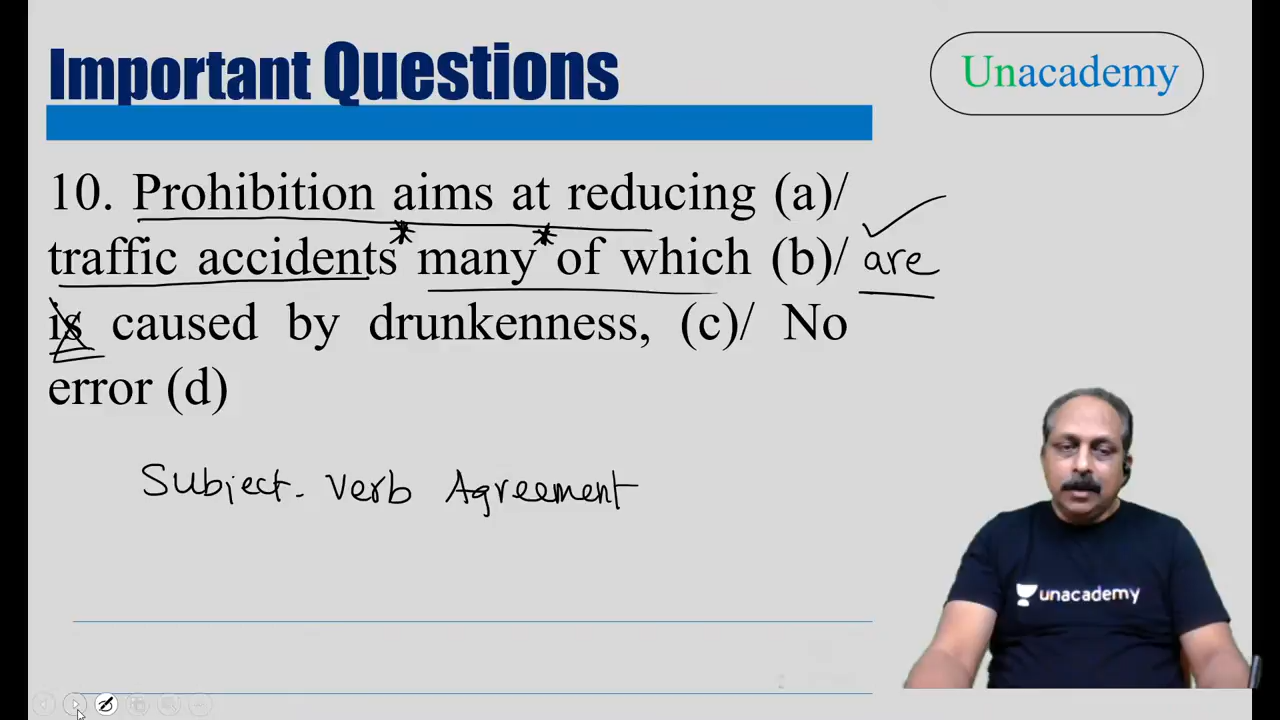 Important Questions
Unacademy
10. Prohibition aims at reducing (a)/
traffic accidents many of which (b)/ are
is caused by drunkenness, (c)/ No
error (d)
Subject-Verb Agreement
unacademy